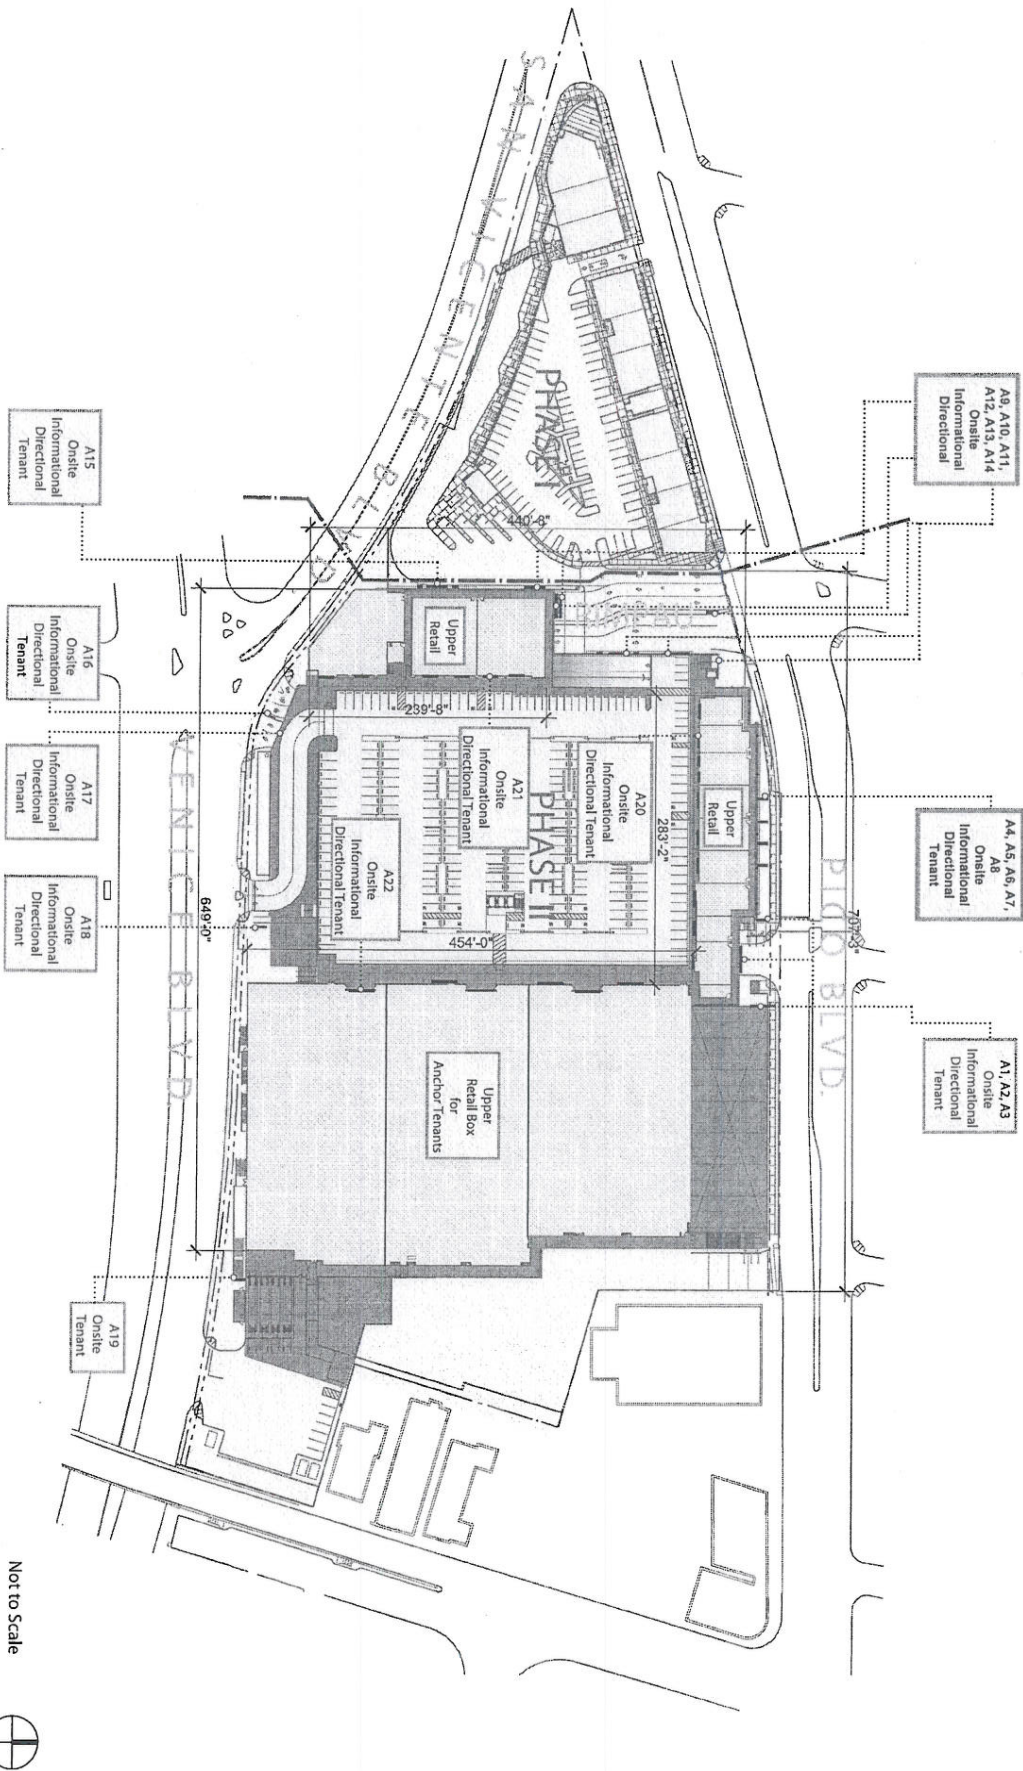 SAN VICENTE BLVD
PICO BLVD.
VENICE BLVD
PHASE I
PHASE II
A9, A10, A11,
A12, A13, A14
Onsite
Informational
Directional
A4, A5, A6, A7,
A8
Onsite
Informational
Directional
Tenant
A1, A2, A3
Onsite
Informational
Directional
Tenant
440'-8"
707'-3"
Upper
Retail
Upper
Retail
239'-8"
283'-2"
A20
Onsite
Informational
Directional Tenant
A21
Onsite
Informational
Directional Tenant
A22
Onsite
Informational
Directional Tenant
454'-0"
Upper
Retail Box
for
Anchor Tenants
649'-0"
A15
Onsite
Informational
Directional
Tenant
A16
Onsite
Informational
Directional
Tenant
A17
Onsite
Informational
Directional
Tenant
A18
Onsite
Informational
Directional
Tenant
A19
Onsite
Tenant
Not to Scale